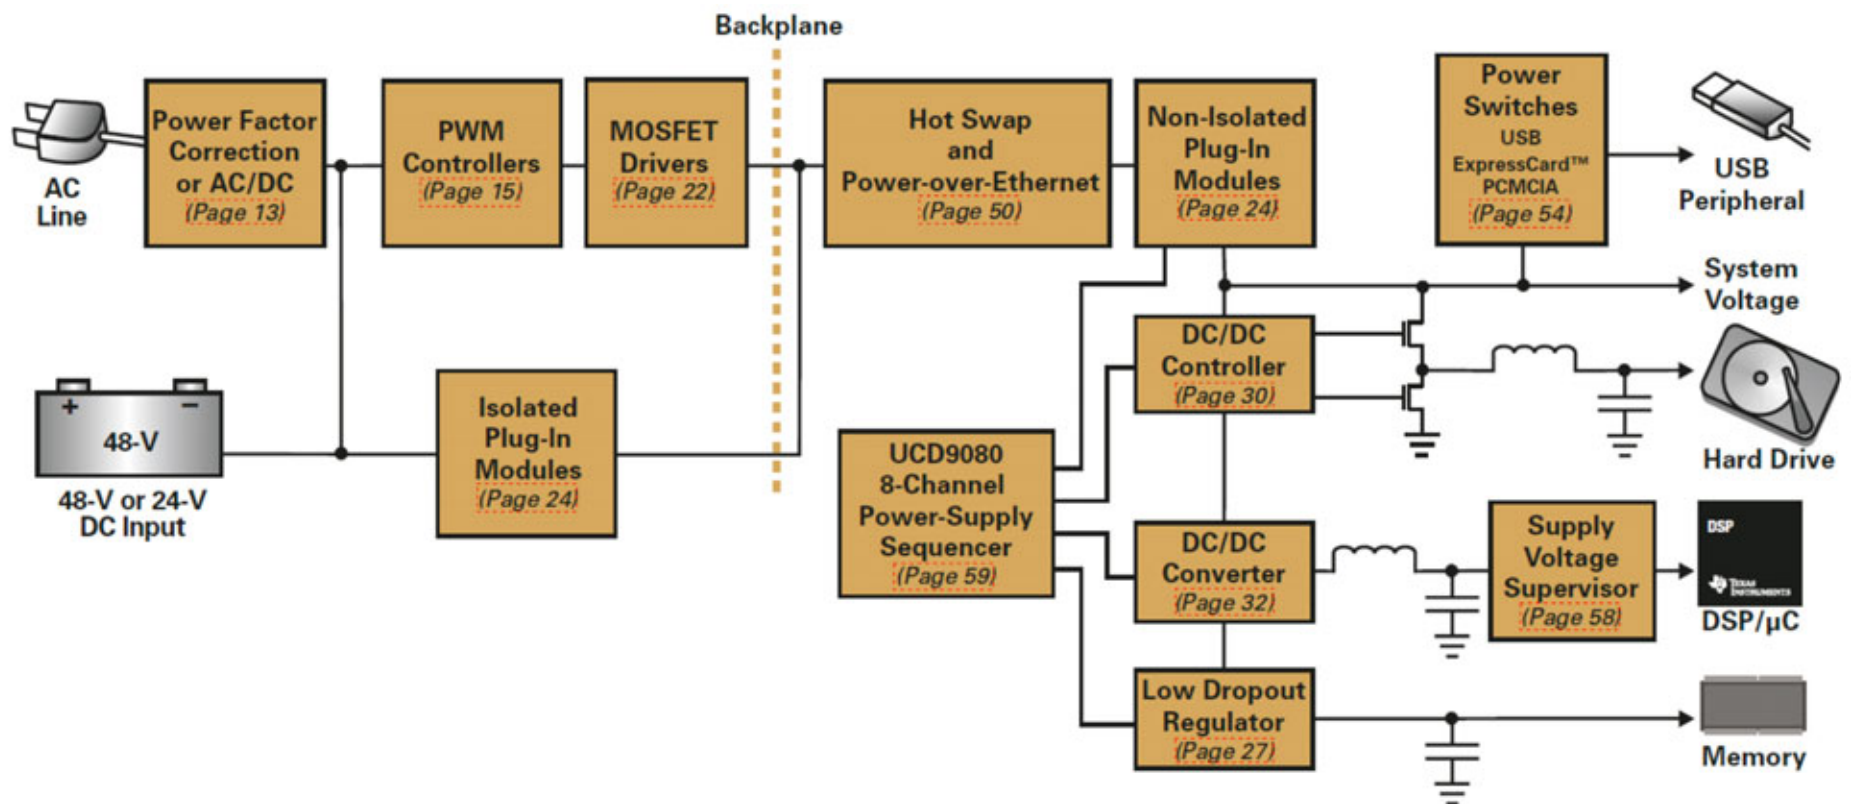 Backplane
AC
Line
Power Factor
Correction
or AC/DC
(Page 13)
PWM
Controllers
(Page 15)
MOSFET
Drivers
(Page 22)
Hot Swap
and
Power-over-Ethernet
(Page 50)
Non-Isolated
Plug-In
Modules
(Page 24)
Power
Switches
USB
ExpressCard™
PCMCIA
(Page 54)
USB
Peripheral
System
Voltage
+ −
48-V
48-V or 24-V
DC Input
Isolated
Plug-In
Modules
(Page 24)
DC/DC
Controller
(Page 30)
Hard Drive
UCD9080
8-Channel
Power-Supply
Sequencer
(Page 59)
DC/DC
Converter
(Page 32)
Supply
Voltage
Supervisor
(Page 58)
DSP
TEXAS
INSTRUMENTS
DSP/µC
Low Dropout
Regulator
(Page 27)
Memory